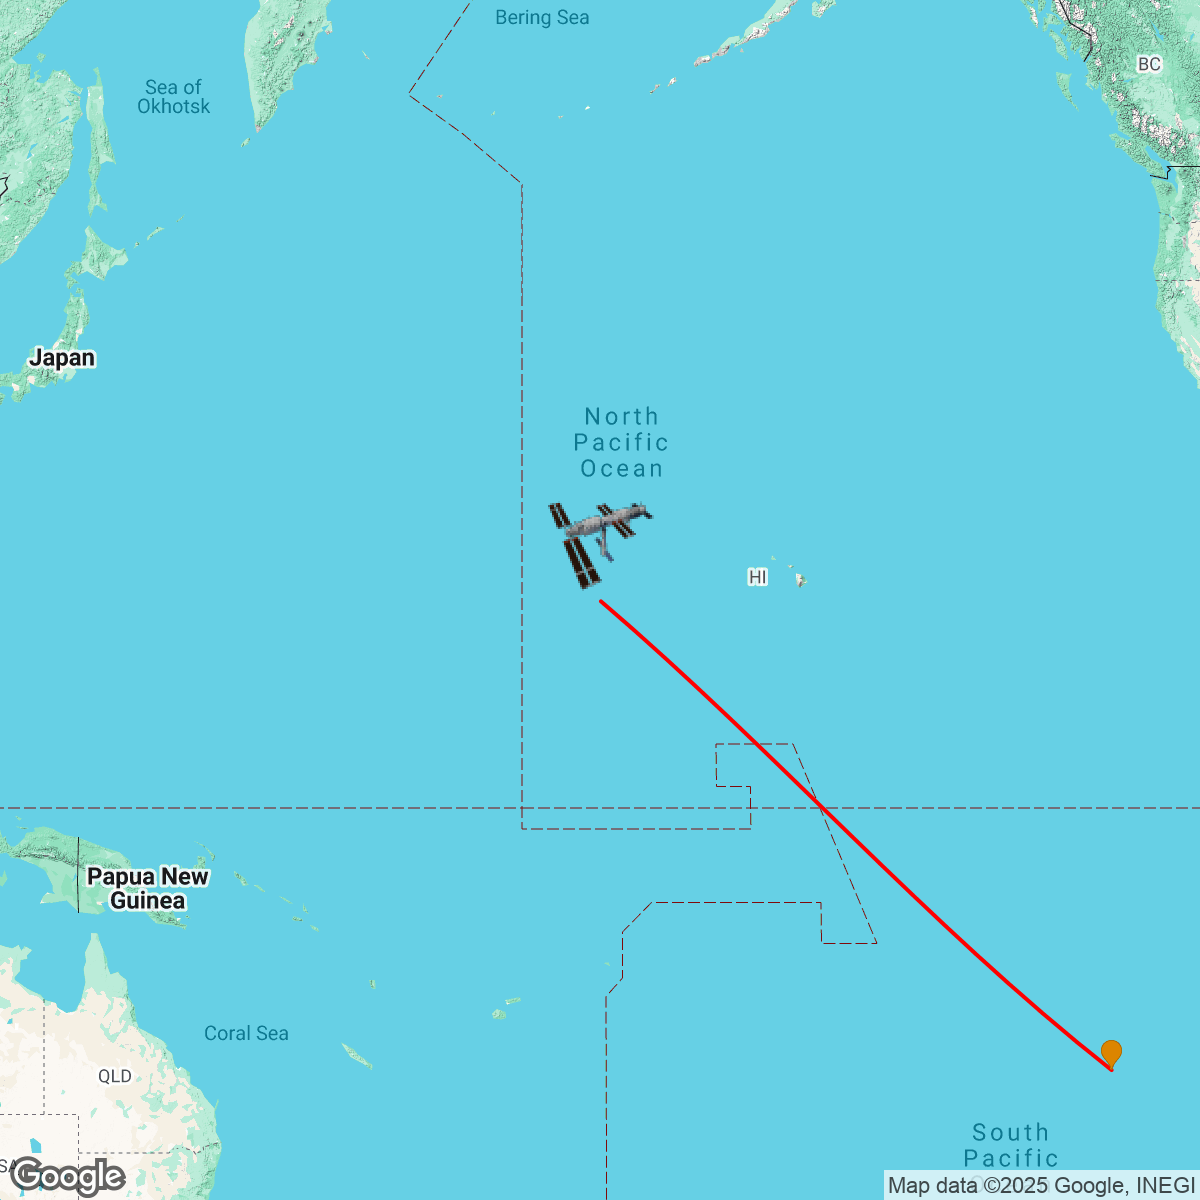 Bering Sea
Sea of
Okhotsk
BC
Japan
North
Pacific
Ocean
HI
Papua New
Guinea
Coral Sea
QLD
South
Pacific
SA
Google
Map data ©2025 Google, INEGI